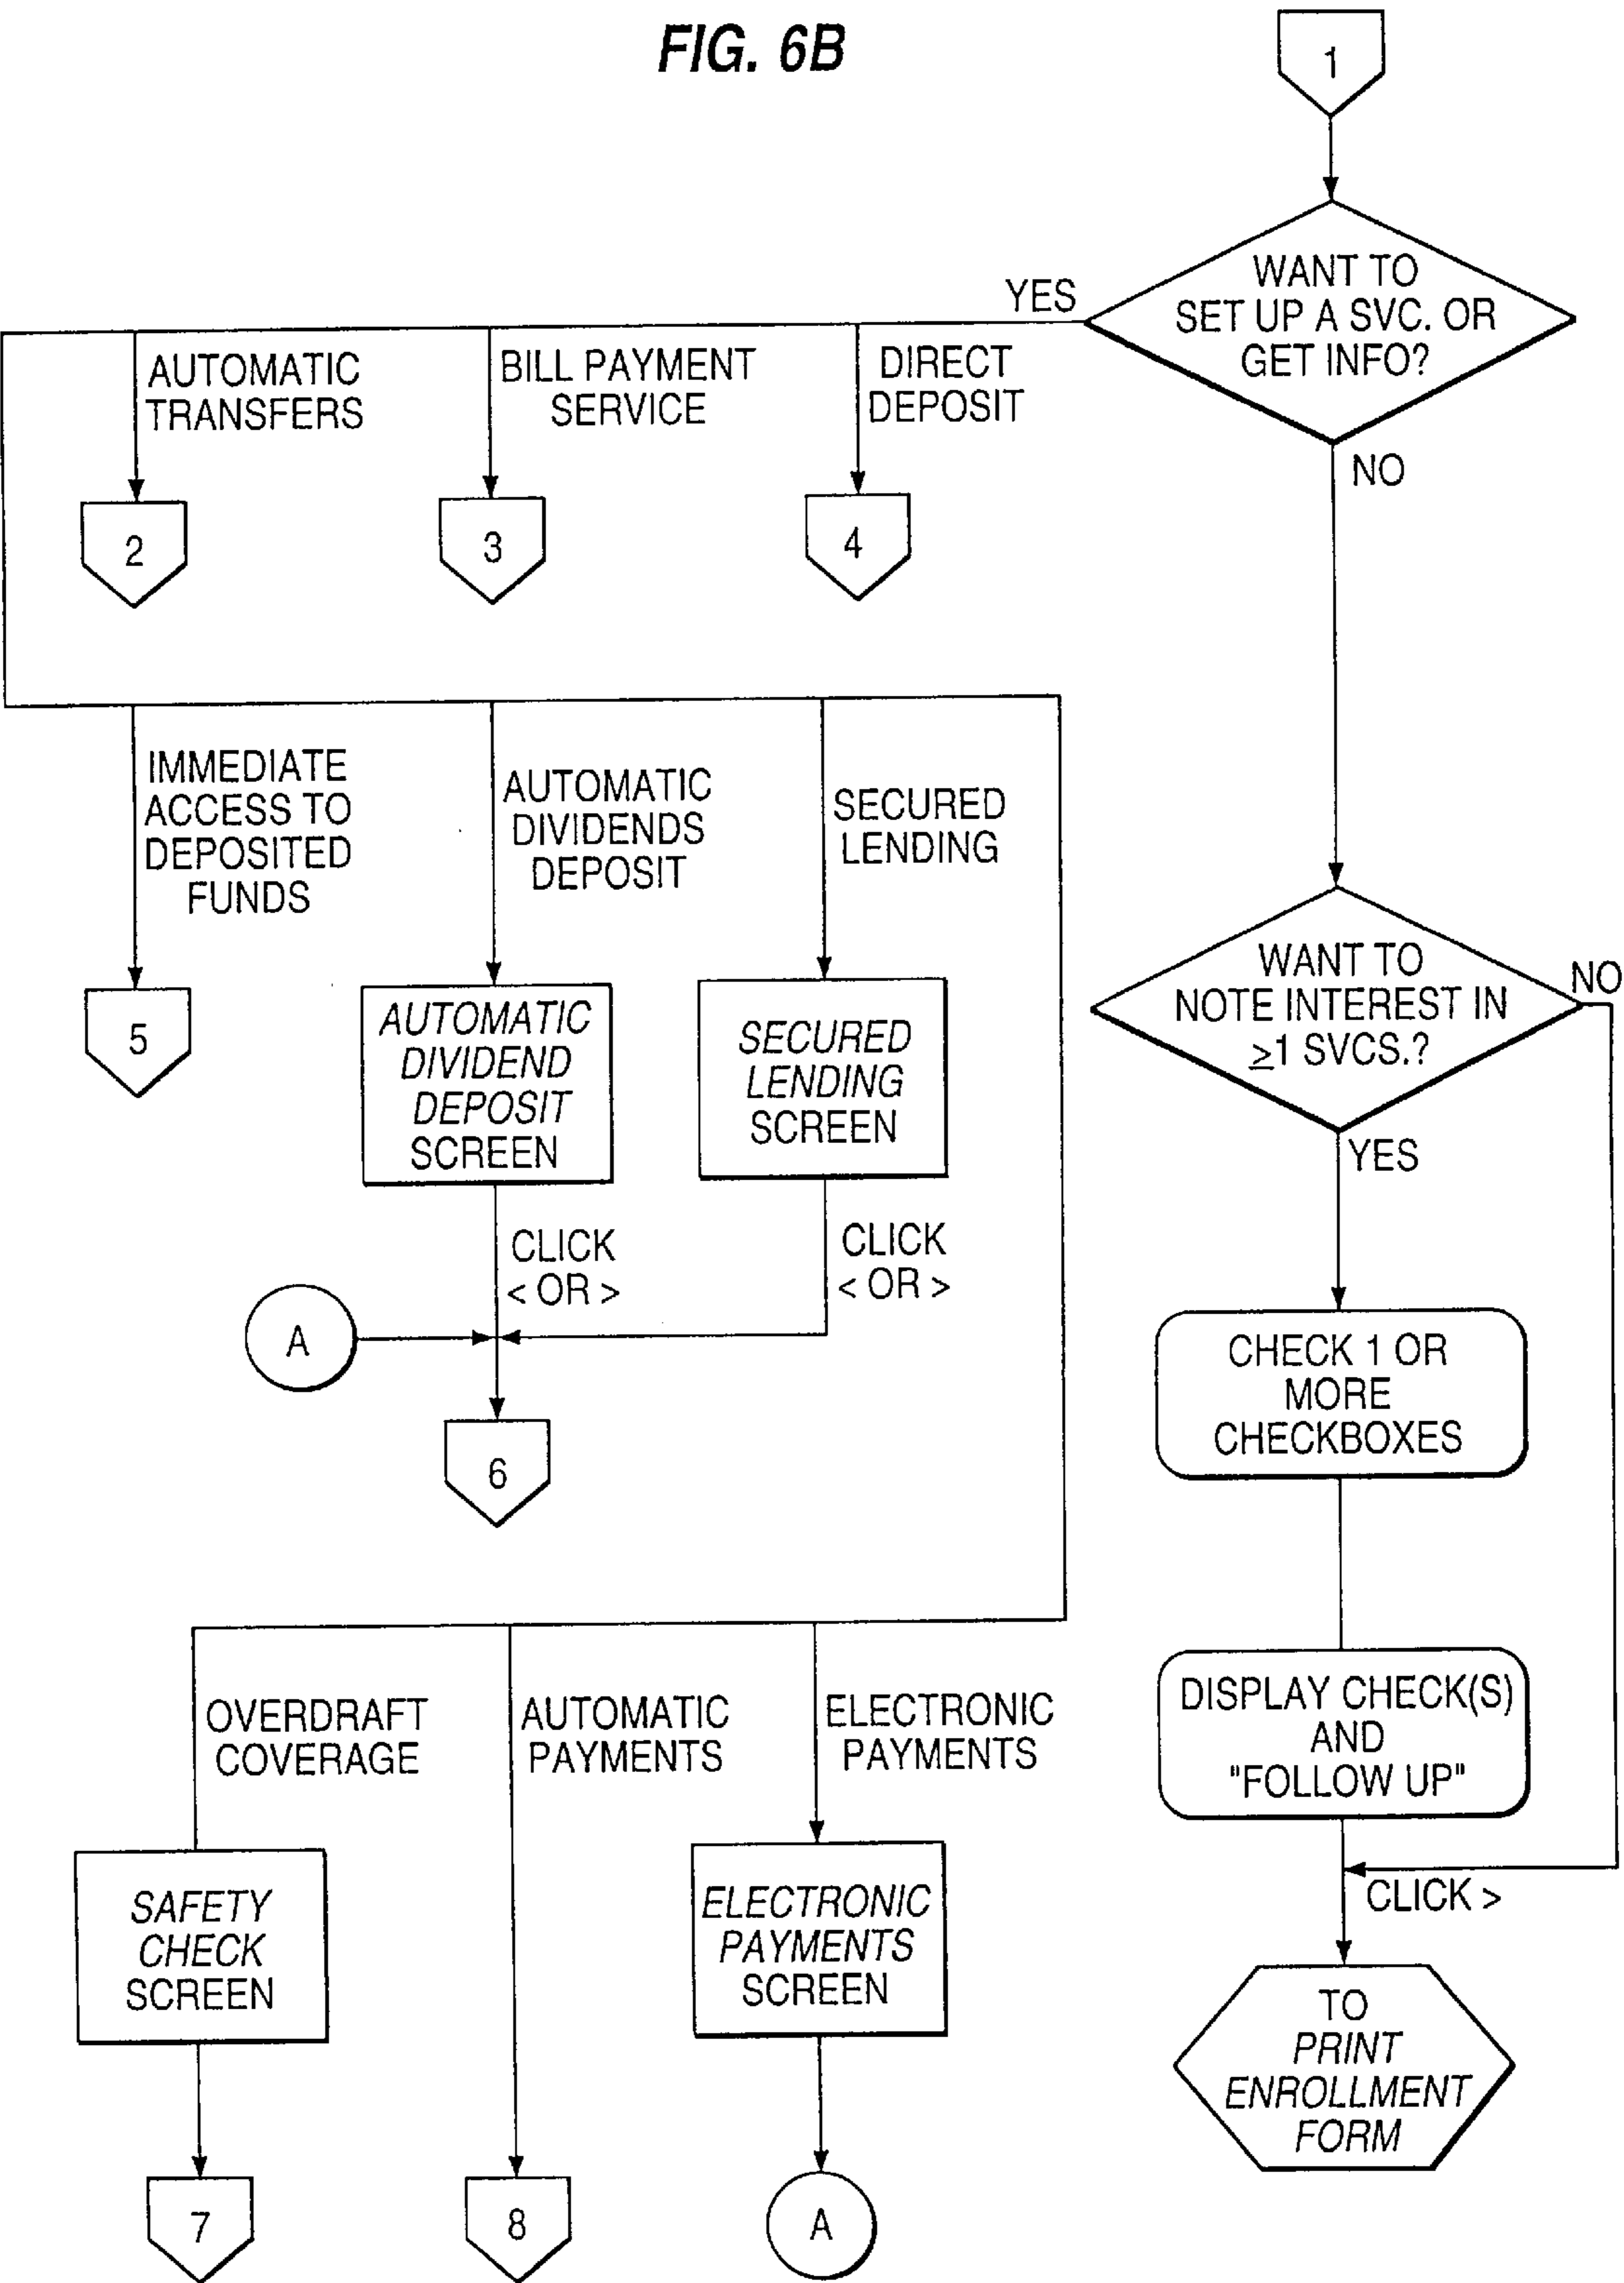 FIG. 6B
1
WANT TO
SET UP A SVC. OR
GET INFO?
YES
NO
AUTOMATIC
TRANSFERS
BILL PAYMENT
SERVICE
DIRECT
DEPOSIT
2
3
4
IMMEDIATE
ACCESS TO
DEPOSITED
FUNDS
AUTOMATIC
DIVIDENDS
DEPOSIT
SECURED
LENDING
5
AUTOMATIC
DIVIDEND
DEPOSIT
SCREEN
SECURED
LENDING
SCREEN
CLICK
< OR >
CLICK
< OR >
A
6
WANT TO
NOTE INTEREST IN
≥1 SVCS.?
NO
YES
CHECK 1 OR
MORE
CHECKBOXES
DISPLAY CHECK(S)
AND
"FOLLOW UP"
CLICK >
TO
PRINT
ENROLLMENT
FORM
OVERDRAFT
COVERAGE
AUTOMATIC
PAYMENTS
ELECTRONIC
PAYMENTS
SAFETY
CHECK
SCREEN
ELECTRONIC
PAYMENTS
SCREEN
7
8
A